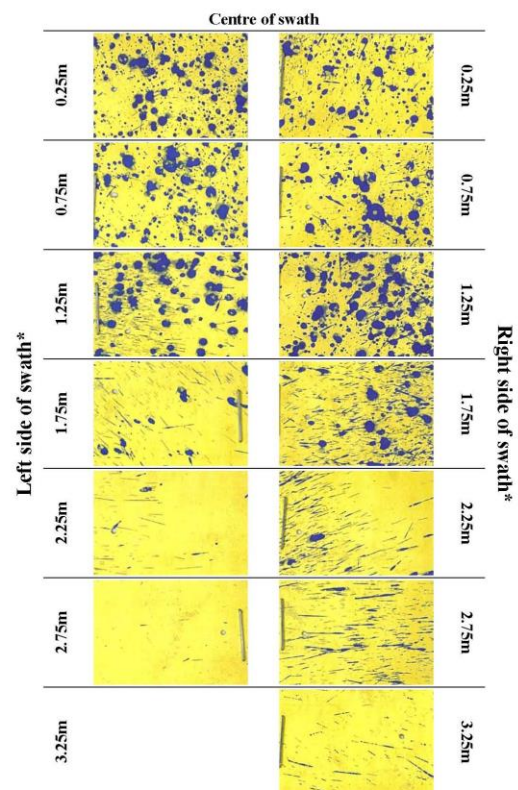 Centre of swath
0.25m 0.25m
0.75m 0.75m
1.25m 1.25m
1.75m 1.75m
2.25m 2.25m
2.75m 2.75m
3.25m 3.25m
Left side of swath*
Right side of swath*